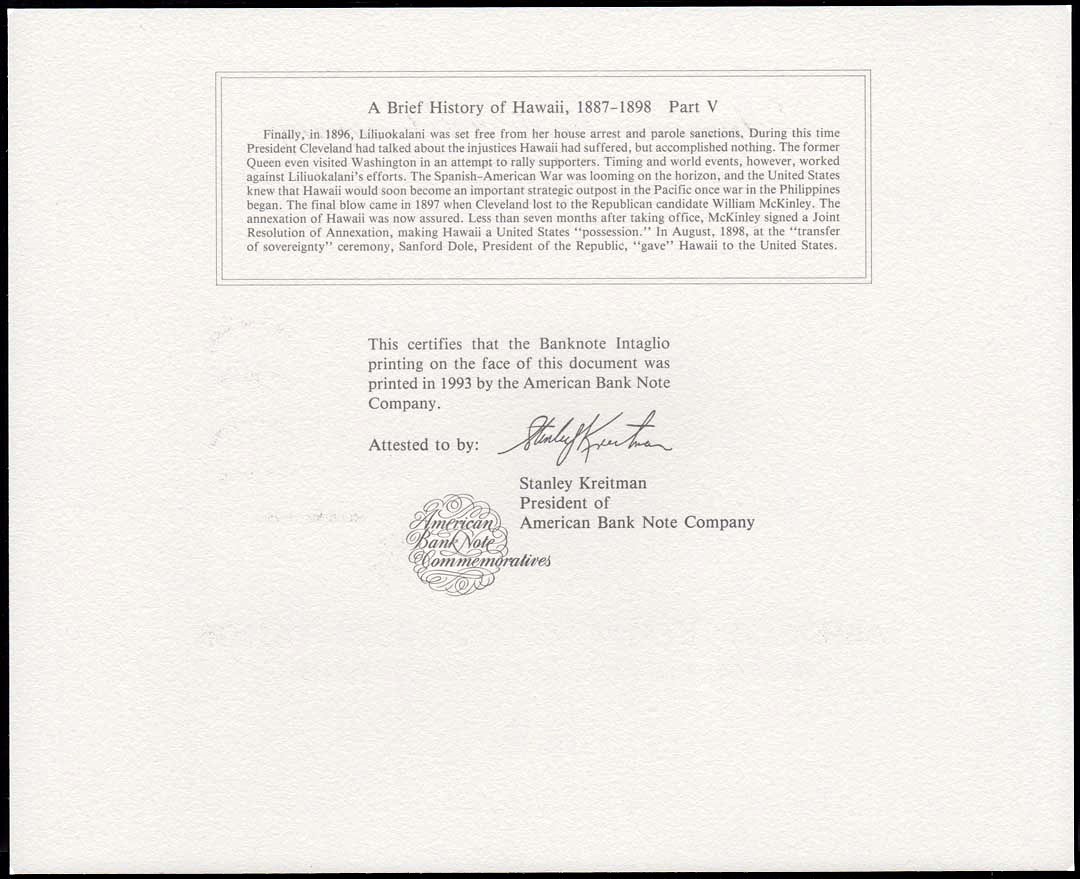 A Brief History of Hawaii, 1887–1898 Part V
Finally, in 1896, Liliuokalani was set free from her house arrest and parole sanctions. During this time
President Cleveland had talked about the injustices Hawaii had suffered, but accomplished nothing. The former
Queen even visited Washington in an attempt to rally supporters. Timing and world events, however, worked
against Liliuokalani's efforts. The Spanish–American War was looming on the horizon, and the United States
knew that Hawaii would soon become an important strategic outpost in the Pacific once war in the Philippines
began. The final blow came in 1897 when Cleveland lost to the Republican candidate William McKinley. The
annexation of Hawaii was now assured. Less than seven months after taking office, McKinley signed a Joint
Resolution of Annexation, making Hawaii a United States "possession." In August, 1898, at the "transfer
of sovereignty" ceremony, Sanford Dole, President of the Republic, "gave" Hawaii to the United States.
This certifies that the Banknote Intaglio
printing on the face of this document was
printed in 1993 by the American Bank Note
Company.
Attested to by: Stanley Kreitman
Stanley Kreitman
President of
American Bank Note Company
American
Bank Note
Commemoratives